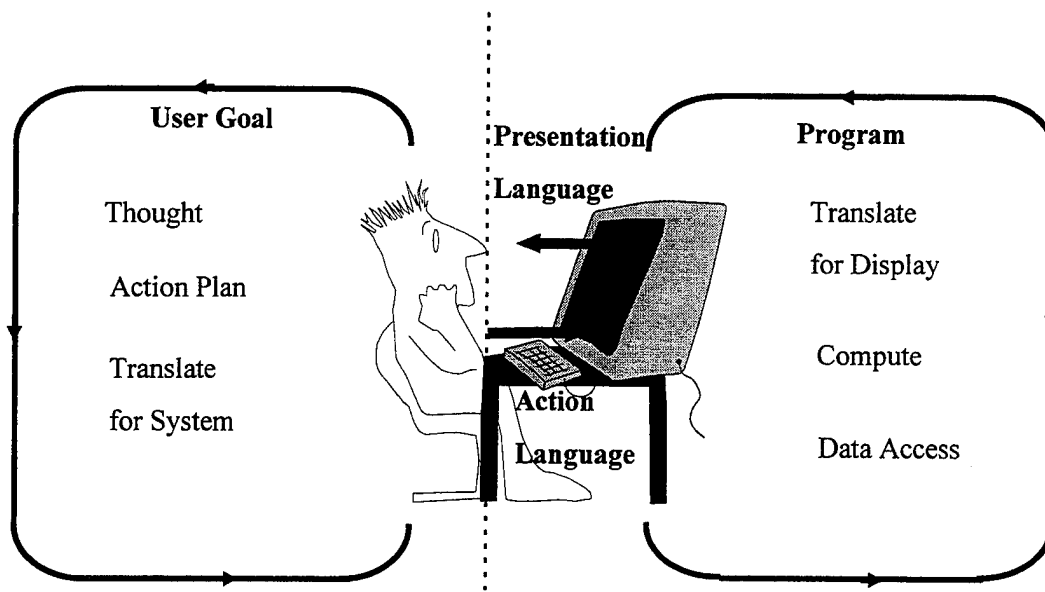 User Goal
Thought
Action Plan
Translate
for System
Presentation
Language
Action
Language
Program
Translate
for Display
Compute
Data Access